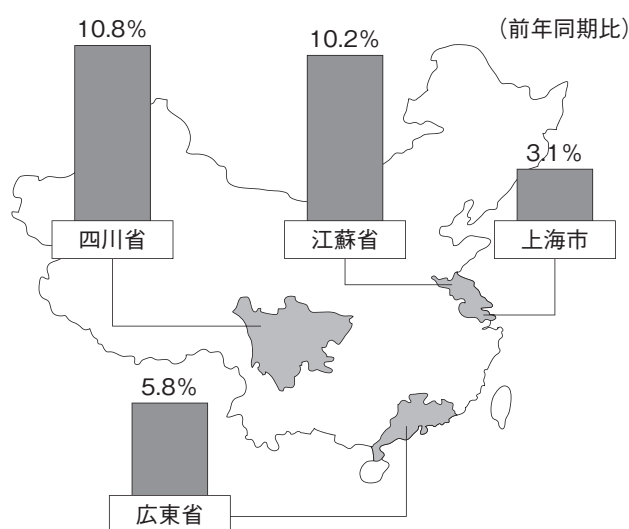 (前年同期比)
10.8%
10.2%
3.1%
四川省
江蘇省
上海市
5.8%
広東省